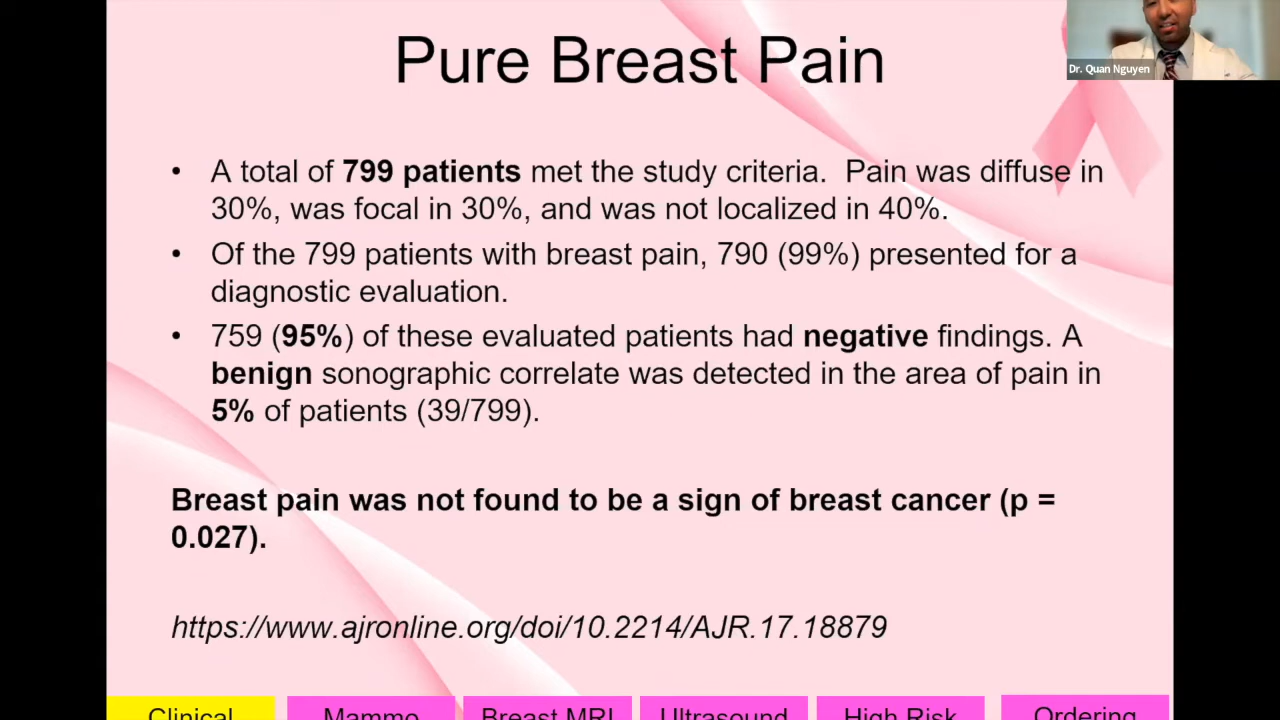 Pure Breast Pain
Dr. Quan Nguyen
• A total of 799 patients met the study criteria.  Pain was diffuse in
30%, was focal in 30%, and was not localized in 40%.
• Of the 799 patients with breast pain, 790 (99%) presented for a
diagnostic evaluation.
• 759 (95%) of these evaluated patients had negative findings. A
benign sonographic correlate was detected in the area of pain in
5% of patients (39/799).
Breast pain was not found to be a sign of breast cancer (p =
0.027).
https://www.ajronline.org/doi/10.2214/AJR.17.18879
Clinical
Mammo
Breast MRI
Ultrasound
High Risk
Ordering